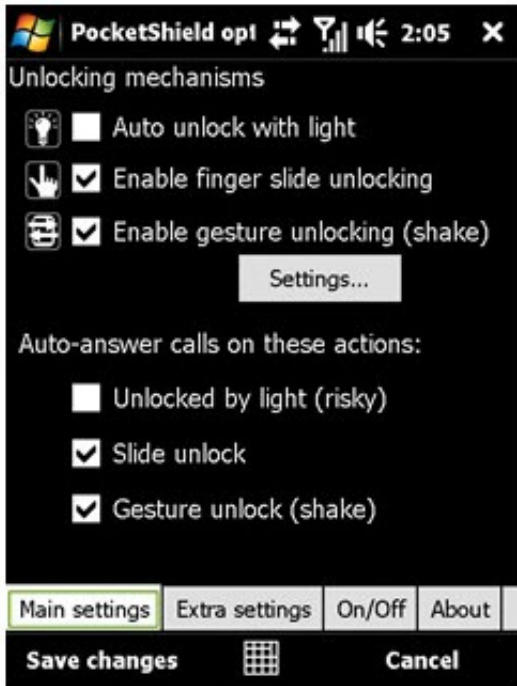 PocketShield opt 2:05
Unlocking mechanisms
Auto unlock with light
Enable finger slide unlocking
Enable gesture unlocking (shake)
Settings...
Auto-answer calls on these actions:
Unlocked by light (risky)
Slide unlock
Gesture unlock (shake)
Main settings Extra settings On/Off About
Save changes Cancel